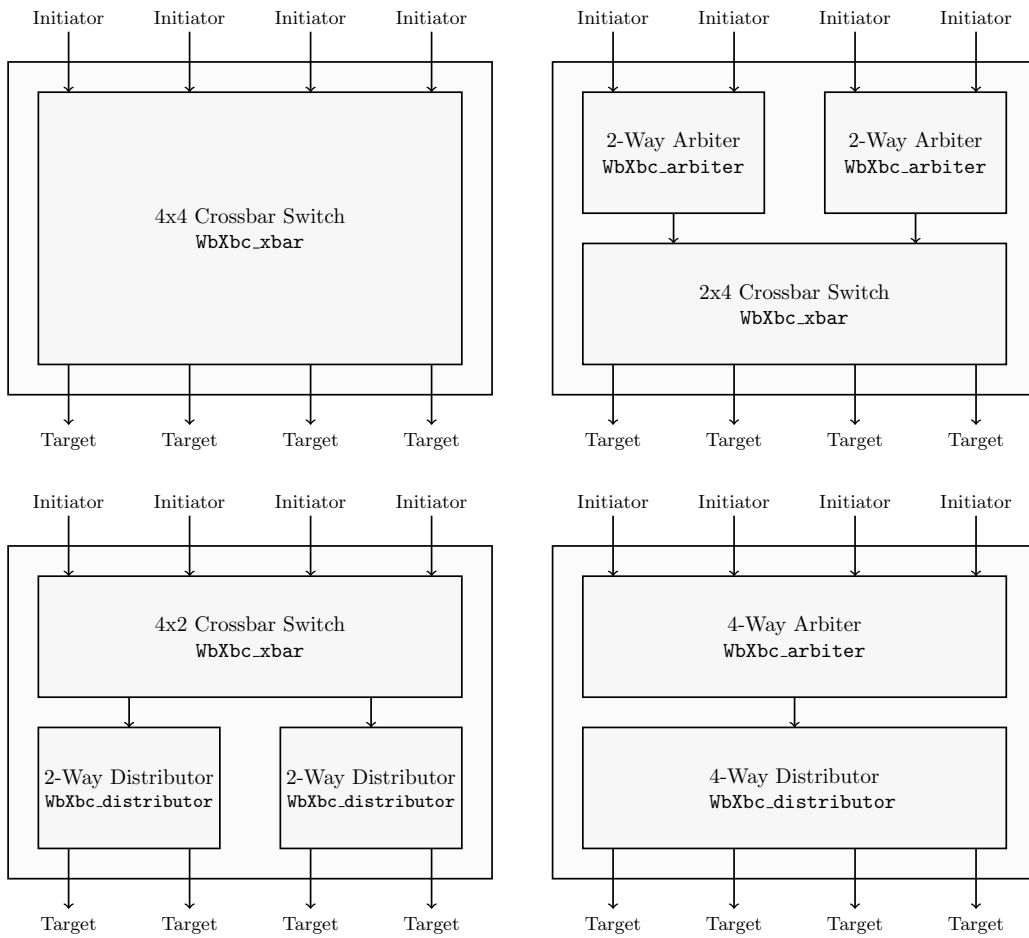 Initiator Initiator Initiator Initiator
4x4 Crossbar Switch
WbXbc_xbar
Target Target Target Target
Initiator Initiator Initiator Initiator
2-Way Arbiter
WbXbc_arbiter
2-Way Arbiter
WbXbc_arbiter
2x4 Crossbar Switch
WbXbc_xbar
Target Target Target Target
Initiator Initiator Initiator Initiator
4x2 Crossbar Switch
WbXbc_xbar
2-Way Distributor
WbXbc_distributor
2-Way Distributor
WbXbc_distributor
Target Target Target Target
Initiator Initiator Initiator Initiator
4-Way Arbiter
WbXbc_arbiter
4-Way Distributor
WbXbc_distributor
Target Target Target Target